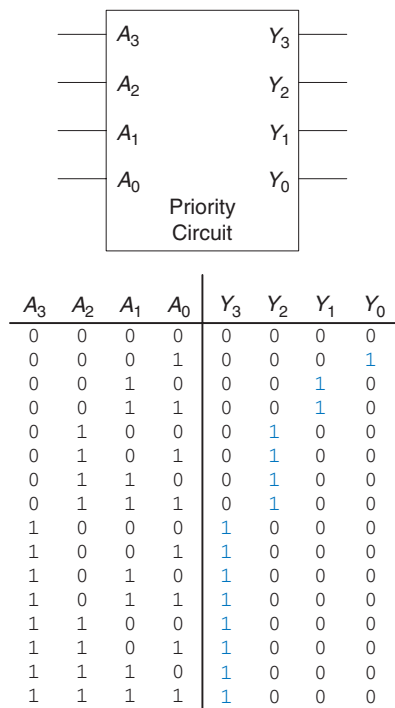 A3 Y3
A2 Y2
A1 Y1
A0 Y0
Priority
Circuit
A3 A2 A1 A0 Y3 Y2 Y1 Y0
0 0 0 0 0 0 0 0
0 0 0 1 0 0 0 1
0 0 1 0 0 0 1 0
0 0 1 1 0 0 1 0
0 1 0 0 0 1 0 0
0 1 0 1 0 1 0 0
0 1 1 0 0 1 0 0
0 1 1 1 0 1 0 0
1 0 0 0 1 0 0 0
1 0 0 1 1 0 0 0
1 0 1 0 1 0 0 0
1 0 1 1 1 0 0 0
1 1 0 0 1 0 0 0
1 1 0 1 1 0 0 0
1 1 1 0 1 0 0 0
1 1 1 1 1 0 0 0